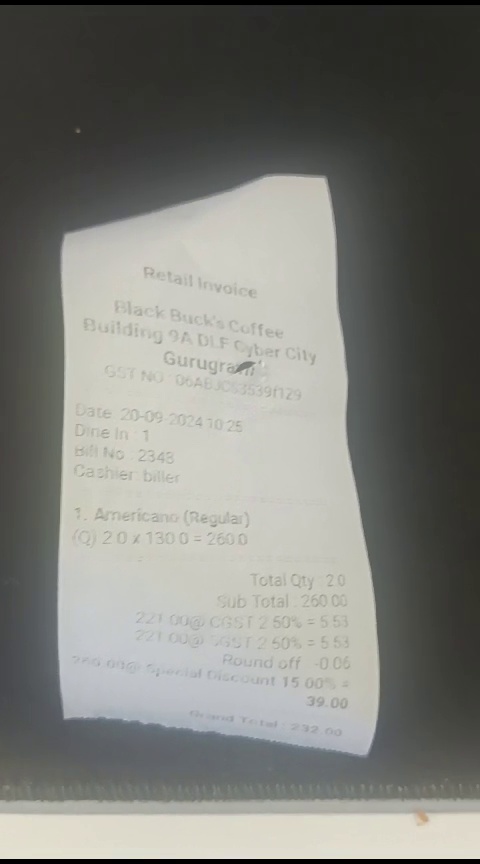 Retail Invoice
Black Buck's Coffee
Building 9A DLF Cyber City
Gurugram
GST NO : 06ABJCS3539f1Z9
Date: 20-09-2024 10:25
Dine In : 1
Bill No : 2343
Cashier: biller
1. Americano (Regular)
(Q) 2.0 x 130.0 = 260.0
Total Qty : 2.0
Sub Total : 260.00
221.00@ CGST 2.50% = 5.53
221.00@ SGST 2.50% = 5.53
Round off -0.06
260.00@ Special Discount 15.00% =
39.00
Grand Total : 232.00